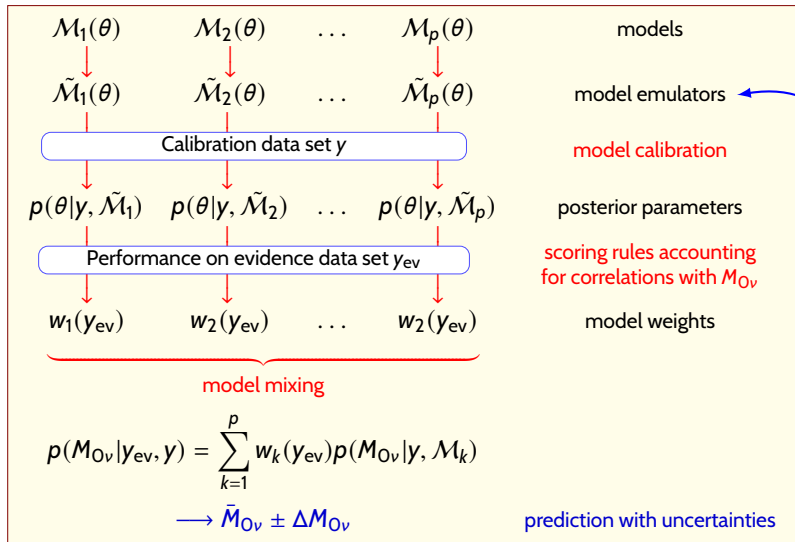 ℳ₁(θ) ℳ₂(θ) ... ℳₚ(θ) models
ℳ̃₁(θ) ℳ̃₂(θ) ... ℳ̃ₚ(θ) model emulators
Calibration data set y
model calibration
p(θ|y, ℳ̃₁) p(θ|y, ℳ̃₂) ... p(θ|y, ℳ̃ₚ) posterior parameters
Performance on evidence data set y_ev
scoring rules accounting
for correlations with M_0ν
w₁(y_ev) w₂(y_ev) ... w₂(y_ev) model weights
model mixing
p(M_0ν|y_ev, y) = ∑_{k=1}^{p} w_k(y_ev)p(M_0ν|y, ℳ_k)
⟶ M̄_0ν ± ΔM_0ν prediction with uncertainties